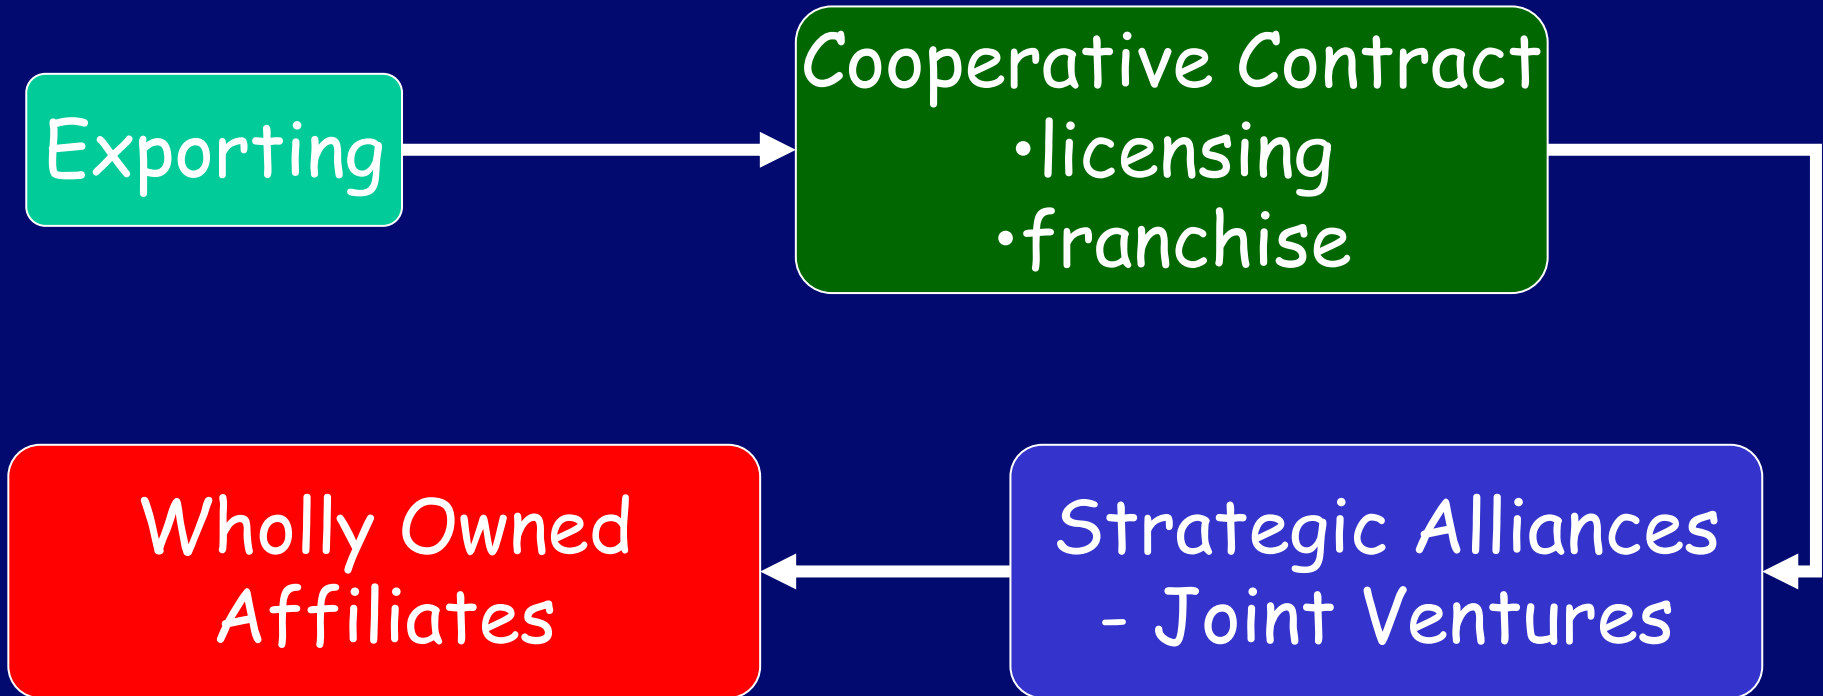 Exporting
Cooperative Contract
•licensing
•franchise
Strategic Alliances
- Joint Ventures
Wholly Owned
Affiliates